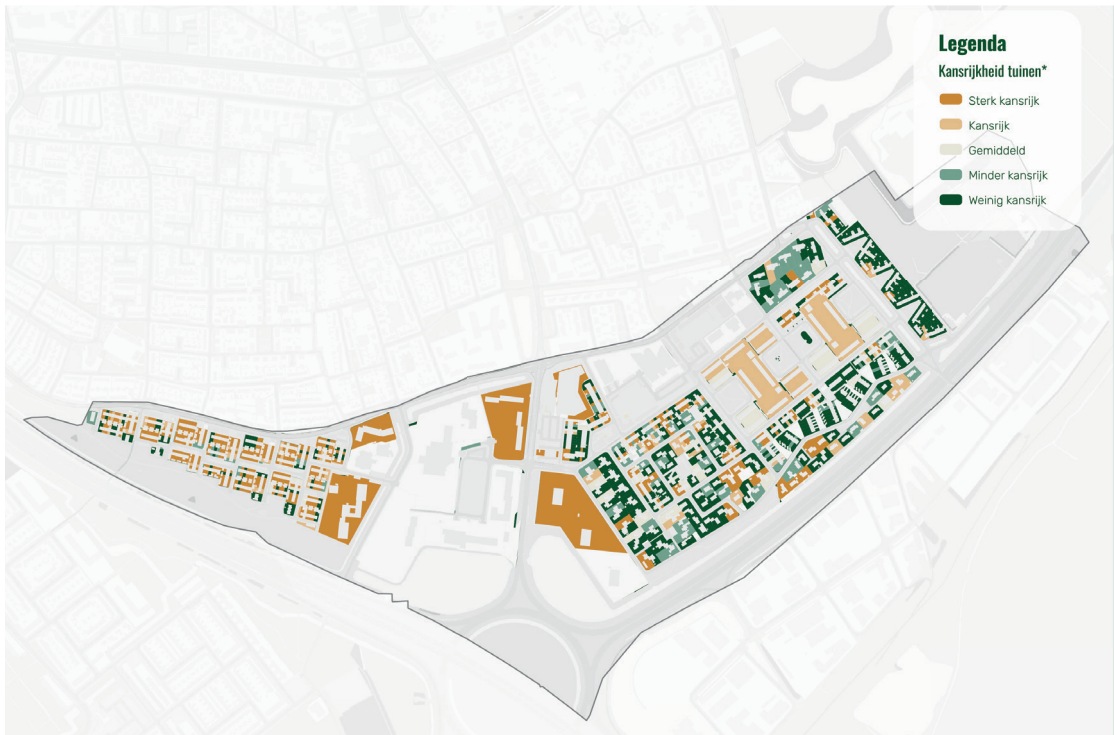 Legenda
Kansrijkheid tuinen*
Sterk kansrijk
Kansrijk
Gemiddeld
Minder kansrijk
Weinig kansrijk